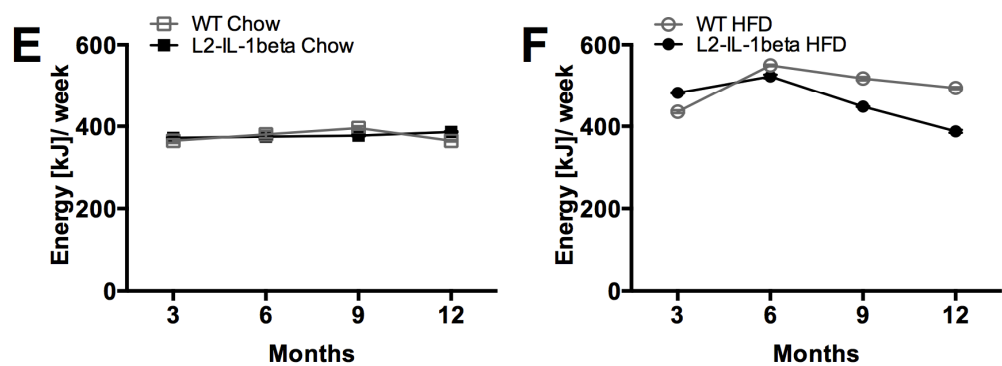 E
WT Chow
L2-IL-1beta Chow
Energy [kJ]/ week
600
400
200
0
3 6 9 12
Months
F
WT HFD
L2-IL-1beta HFD
Energy [kJ]/ week
600
400
200
0
3 6 9 12
Months